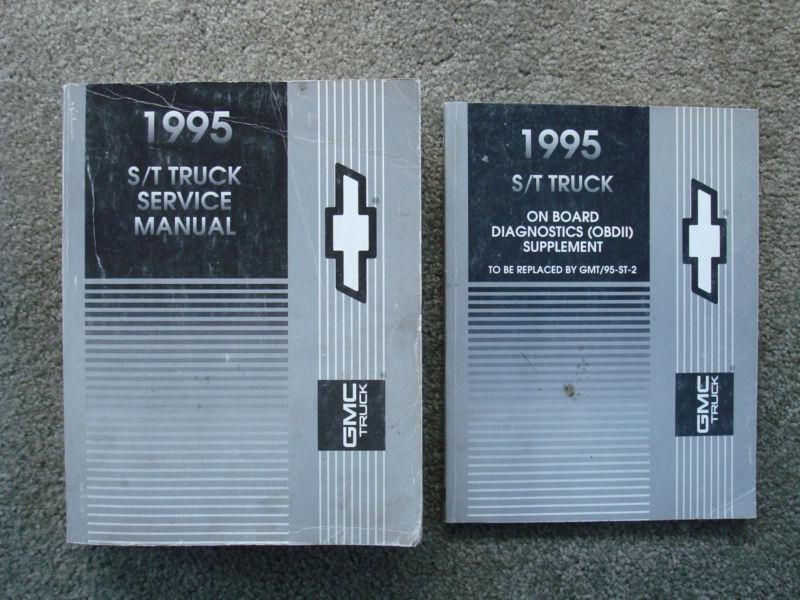 1995
S/T TRUCK
SERVICE
MANUAL
®
GMC
TRUCK
®
1995
S/T TRUCK
ON BOARD
DIAGNOSTICS (OBDII)
SUPPLEMENT
TO BE REPLACED BY GMT/95-ST-2
®
GMC
TRUCK
®